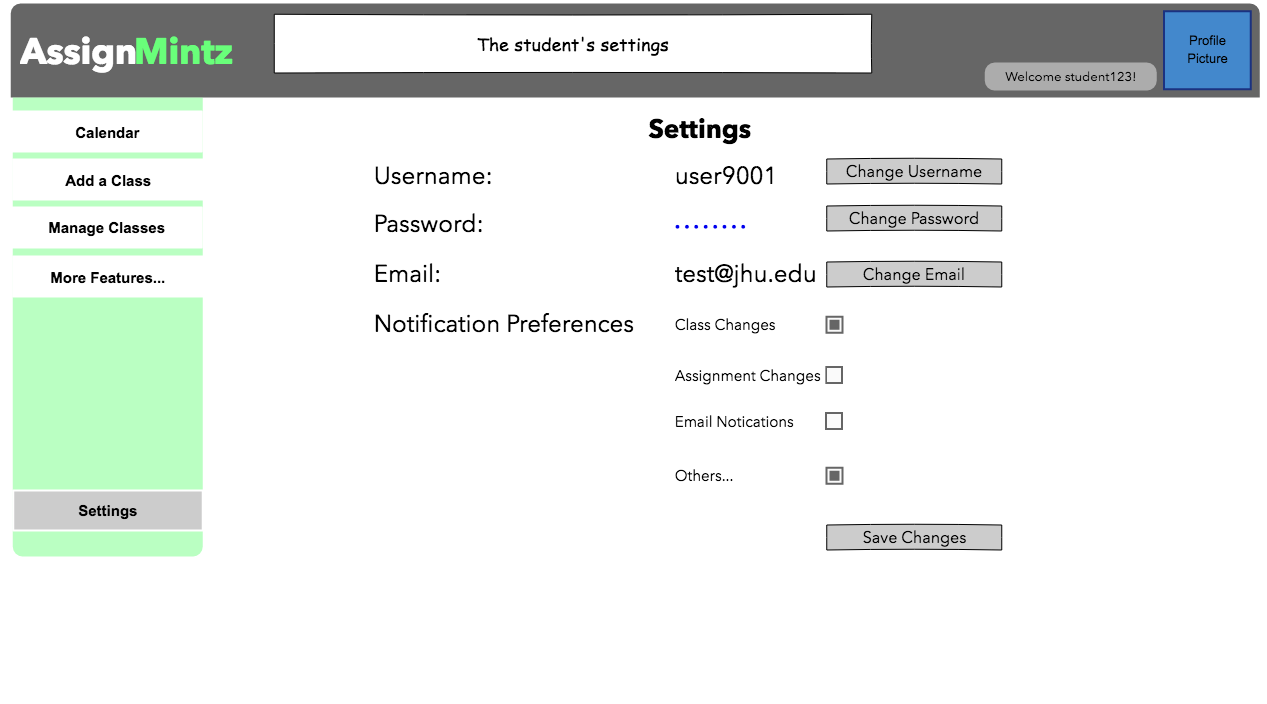 AssignMintz
The student's settings
Welcome student123!
Profile
Picture
Calendar
Add a Class
Manage Classes
More Features...
Settings
Settings
Username: user9001 Change Username
Password: ........ Change Password
Email: test@jhu.edu Change Email
Notification Preferences Class Changes
Assignment Changes
Email Notications
Others...
Save Changes